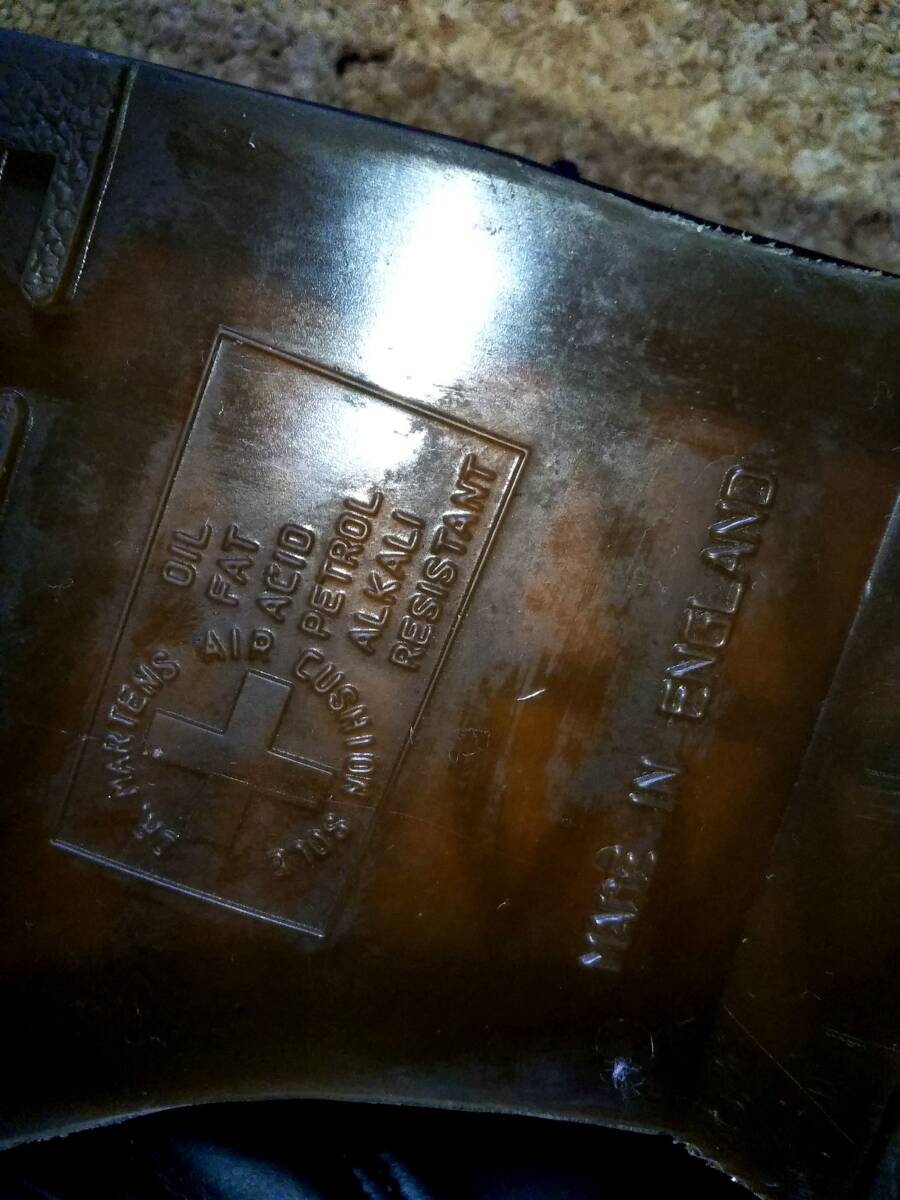 DR. MARTENS AIR CUSHION SOLE
OIL
FAT
ACID
PETROL
ALKALI
RESISTANT
MADE IN ENGLAND